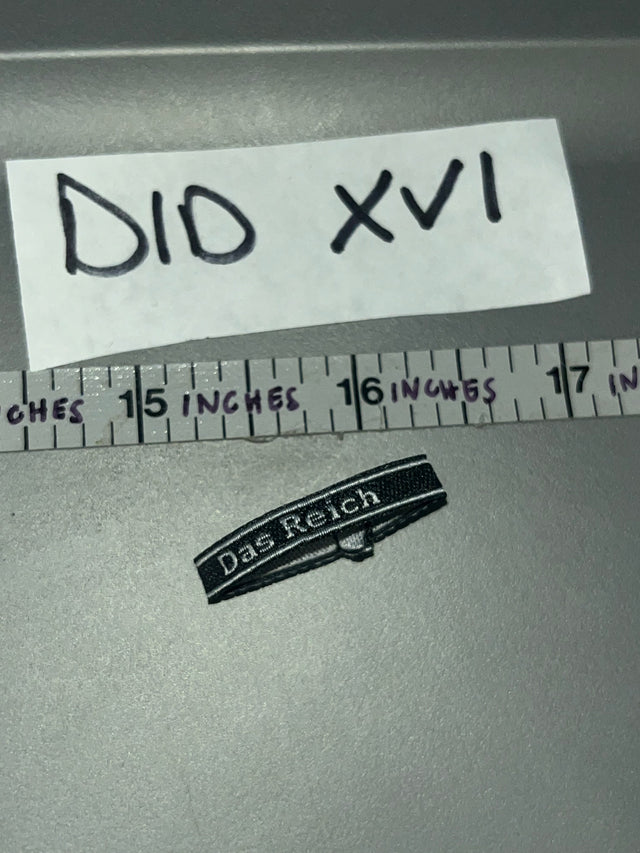 DID XVI
CHES 15 INCHES 16 INCHES 17 IN
Das Reich